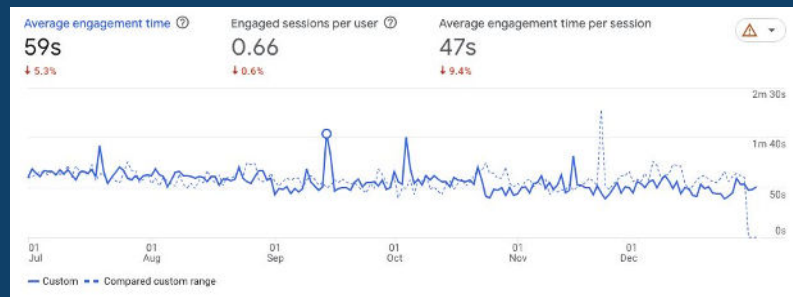 Average engagement time
59s
↓ 5.3%
Engaged sessions per user
0.66
↓ 0.6%
Average engagement time per session
47s
↓ 9.4%
2m 30s
1m 40s
50s
0s
01 Jul
01 Aug
01 Sep
01 Oct
01 Nov
01 Dec
Custom Compared custom range